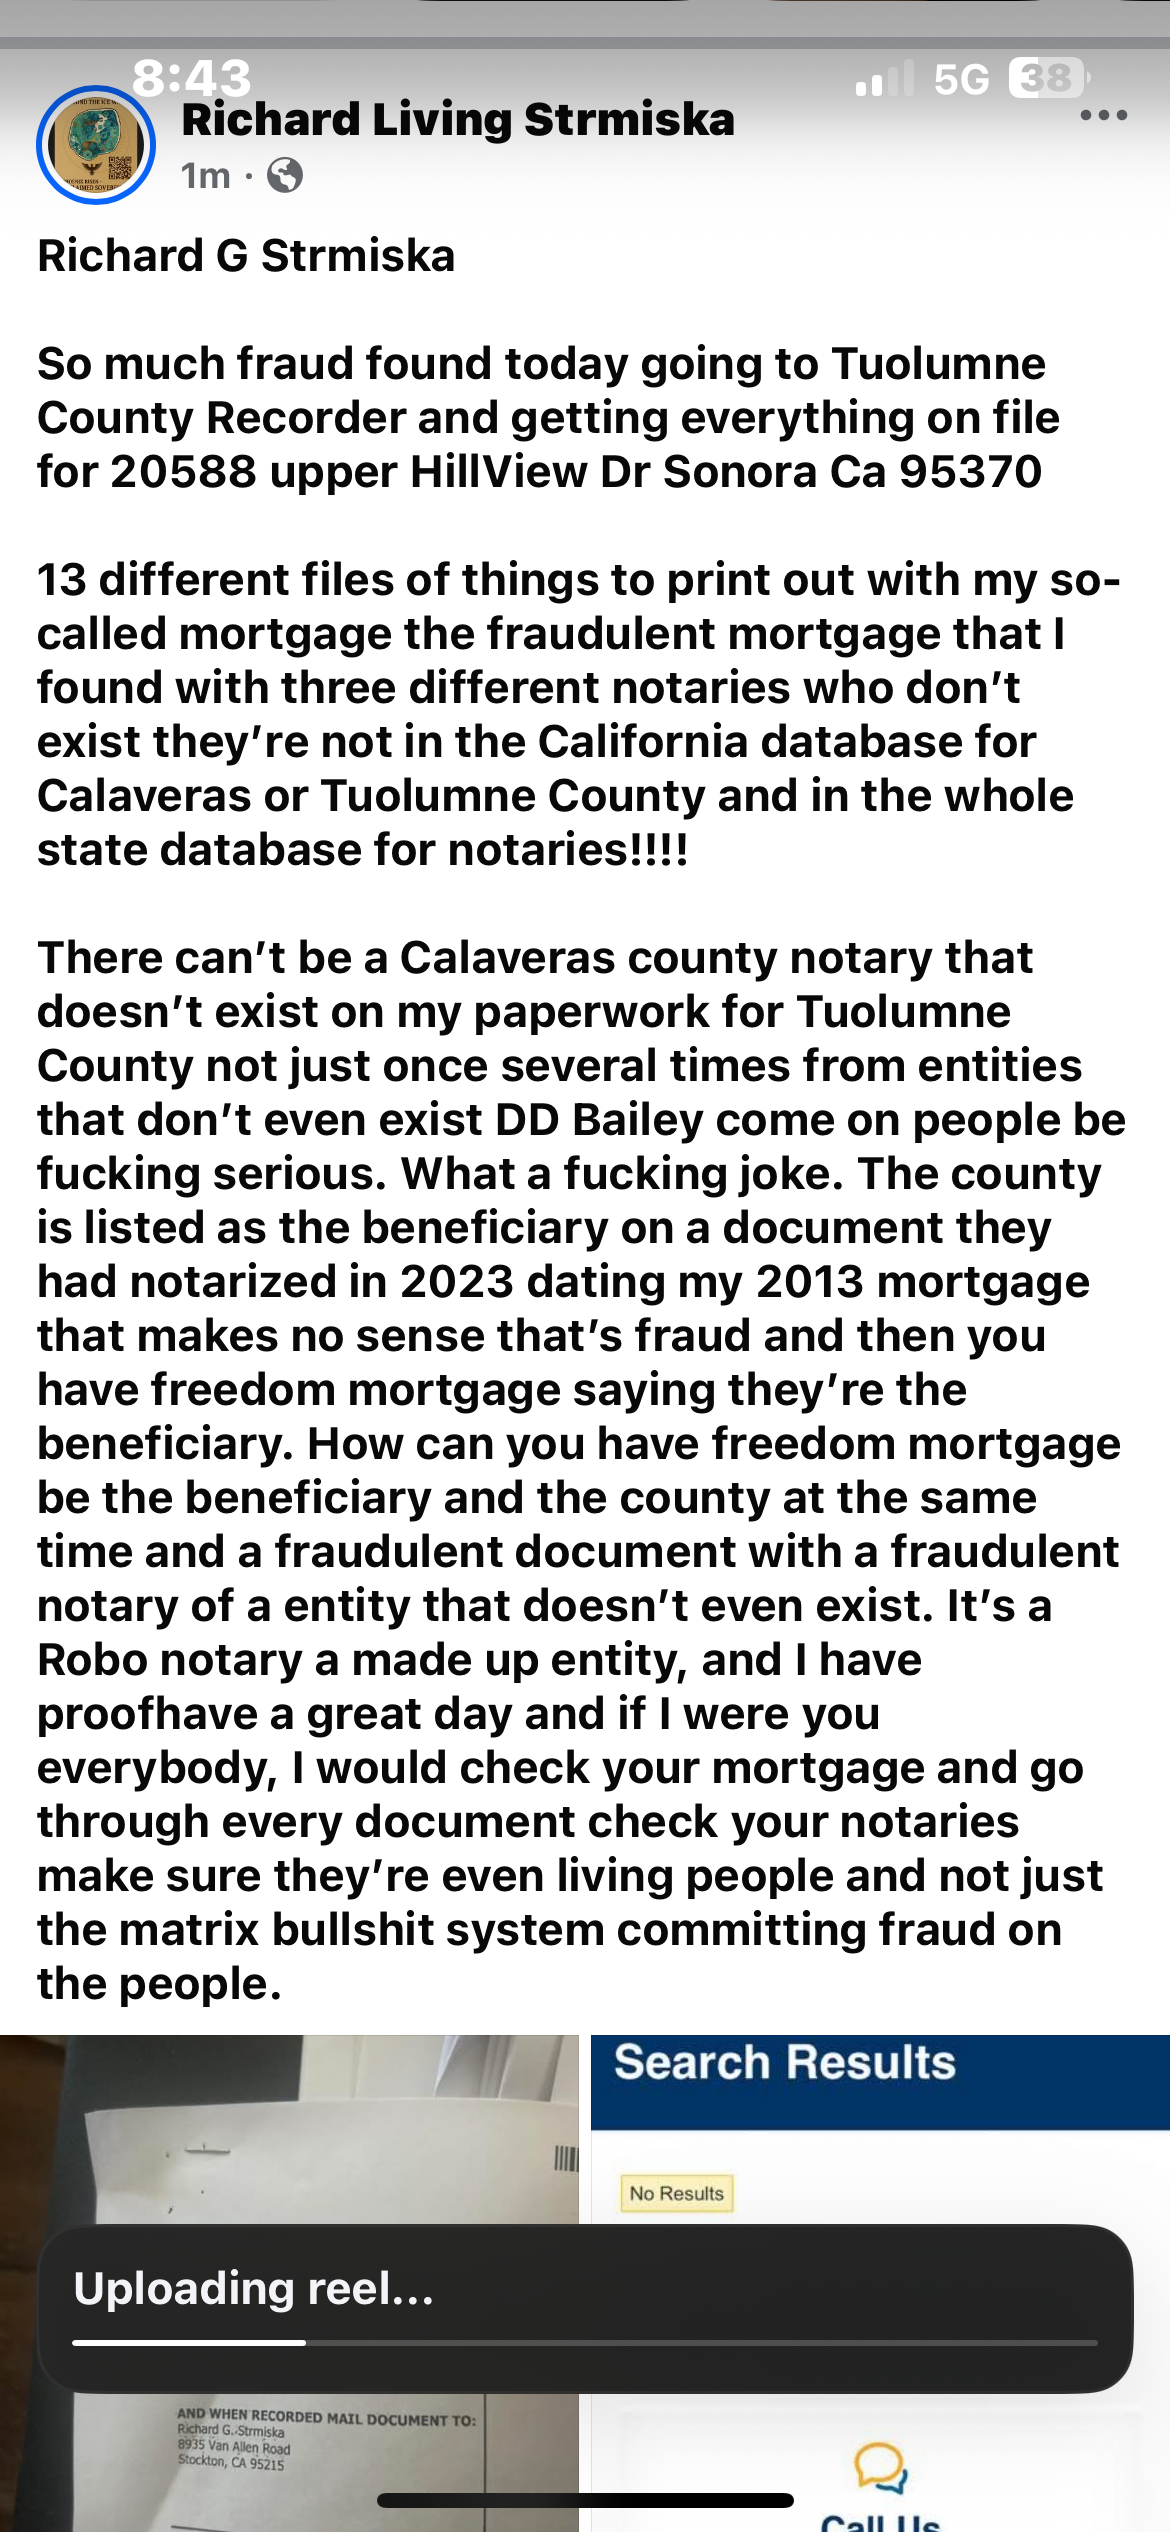 8:43
5G 38
Richard Living Strmiska
1m ·
Richard G Strmiska
So much fraud found today going to Tuolumne
County Recorder and getting everything on file
for 20588 upper HillView Dr Sonora Ca 95370
13 different files of things to print out with my so-
called mortgage the fraudulent mortgage that I
found with three different notaries who don’t
exist they’re not in the California database for
Calaveras or Tuolumne County and in the whole
state database for notaries!!!!
There can’t be a Calaveras county notary that
doesn’t exist on my paperwork for Tuolumne
County not just once several times from entities
that don’t even exist DD Bailey come on people be
fucking serious. What a fucking joke. The county
is listed as the beneficiary on a document they
had notarized in 2023 dating my 2013 mortgage
that makes no sense that’s fraud and then you
have freedom mortgage saying they’re the
beneficiary. How can you have freedom mortgage
be the beneficiary and the county at the same
time and a fraudulent document with a fraudulent
notary of a entity that doesn’t even exist. It’s a
Robo notary a made up entity, and I have
proofhave a great day and if I were you
everybody, I would check your mortgage and go
through every document check your notaries
make sure they’re even living people and not just
the matrix bullshit system committing fraud on
the people.
Search Results
No Results
Uploading reel...
AND WHEN RECORDED MAIL DOCUMENT TO:
Richard G. Strmiska
8935 Van Allen Road
Stockton, CA 95215
Call Us